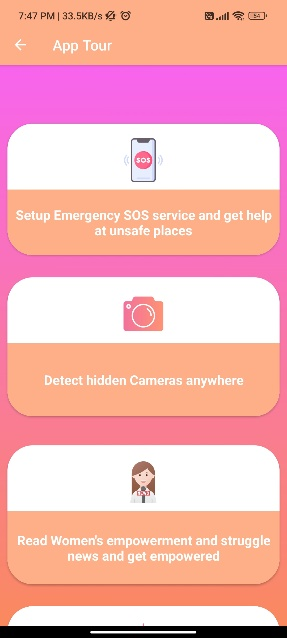 7:47 PM | 33.5KB/s
App Tour
SOS
Setup Emergency SOS service and get help
at unsafe places
Detect hidden Cameras anywhere
Read Women's empowerment and struggle
news and get empowered